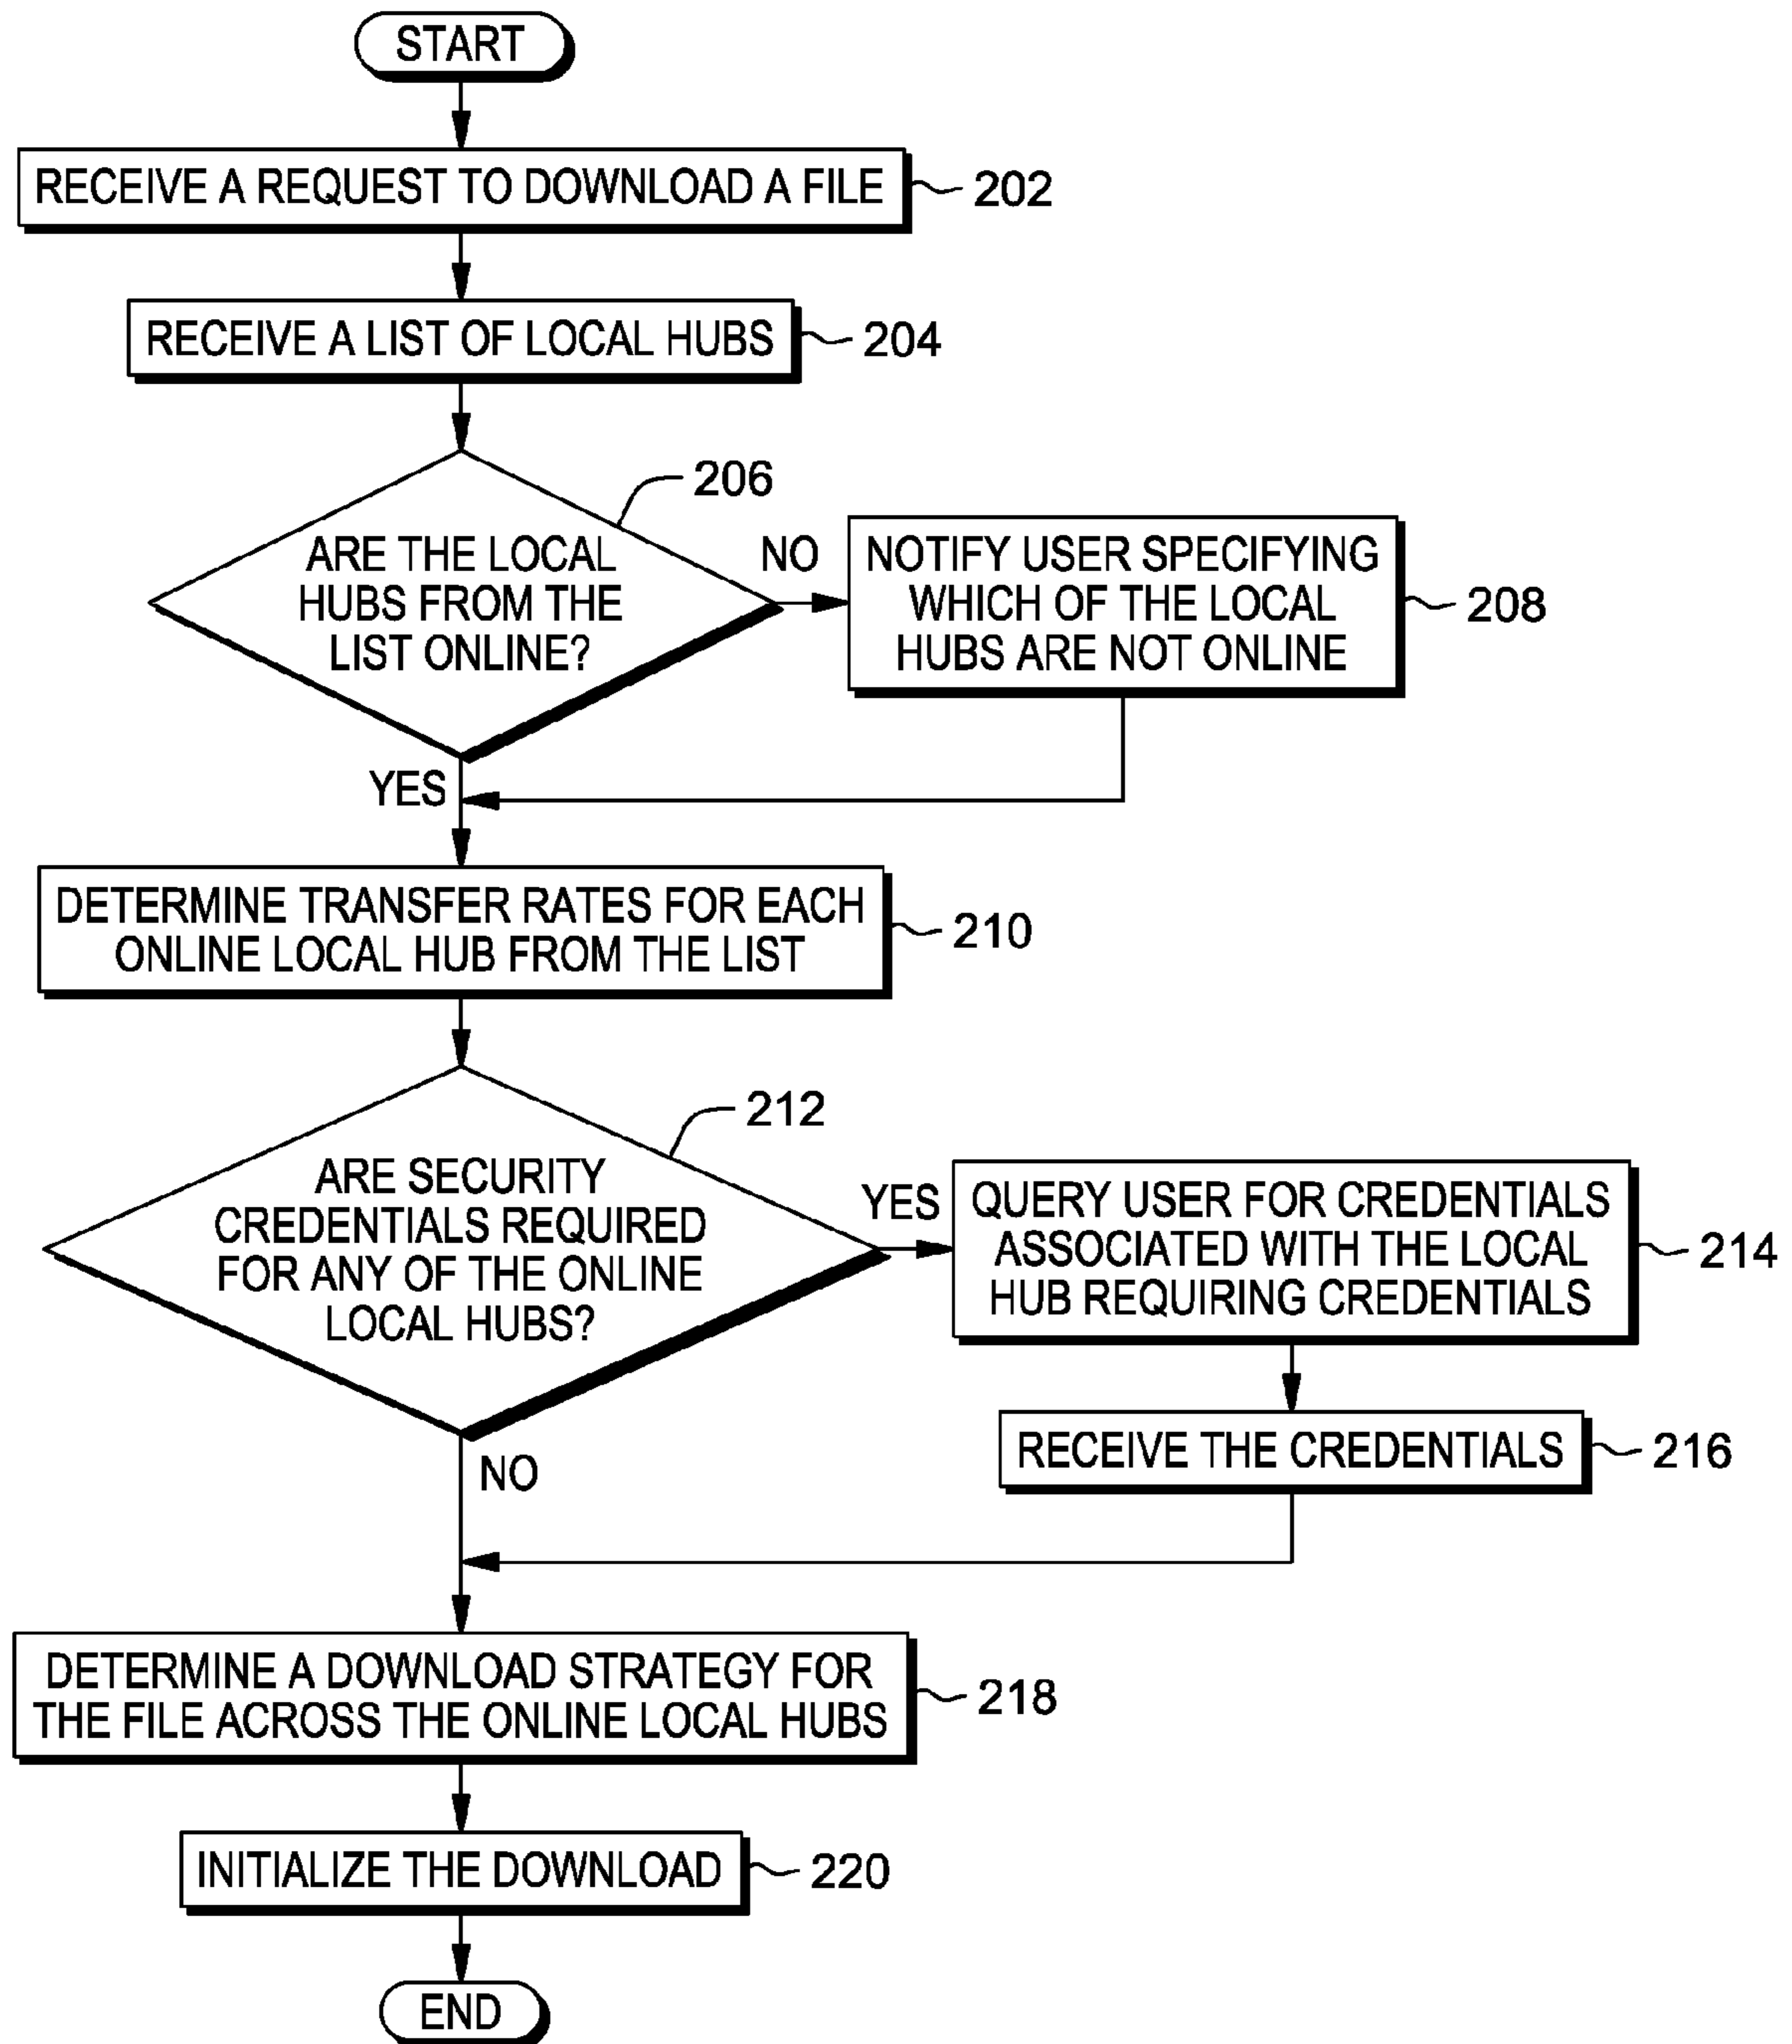 START
RECEIVE A REQUEST TO DOWNLOAD A FILE
202
RECEIVE A LIST OF LOCAL HUBS
204
206
ARE THE LOCAL
HUBS FROM THE
LIST ONLINE?
NO
NOTIFY USER SPECIFYING
WHICH OF THE LOCAL
HUBS ARE NOT ONLINE
208
YES
DETERMINE TRANSFER RATES FOR EACH
ONLINE LOCAL HUB FROM THE LIST
210
212
ARE SECURITY
CREDENTIALS REQUIRED
FOR ANY OF THE ONLINE
LOCAL HUBS?
YES
QUERY USER FOR CREDENTIALS
ASSOCIATED WITH THE LOCAL
HUB REQUIRING CREDENTIALS
214
RECEIVE THE CREDENTIALS
216
NO
DETERMINE A DOWNLOAD STRATEGY FOR
THE FILE ACROSS THE ONLINE LOCAL HUBS
218
INITIALIZE THE DOWNLOAD
220
END